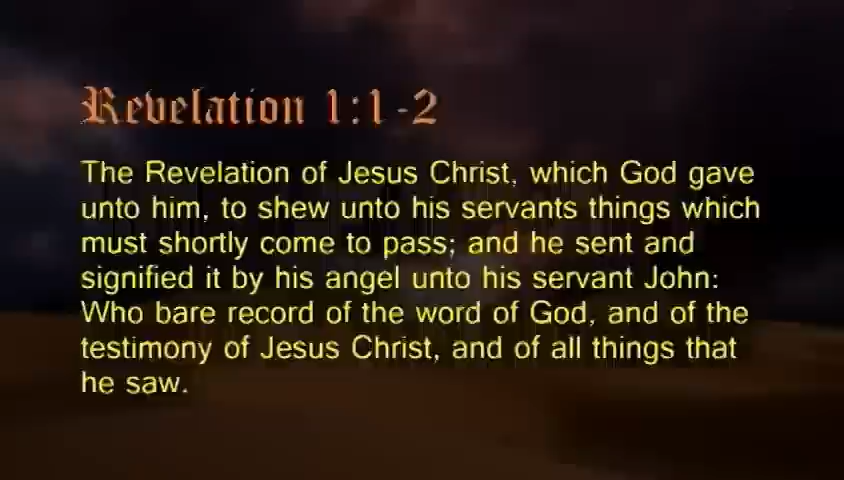 Revelation 1:1-2
The Revelation of Jesus Christ, which God gave
unto him, to shew unto his servants things which
must shortly come to pass; and he sent and
signified it by his angel unto his servant John:
Who bare record of the word of God, and of the
testimony of Jesus Christ, and of all things that
he saw.